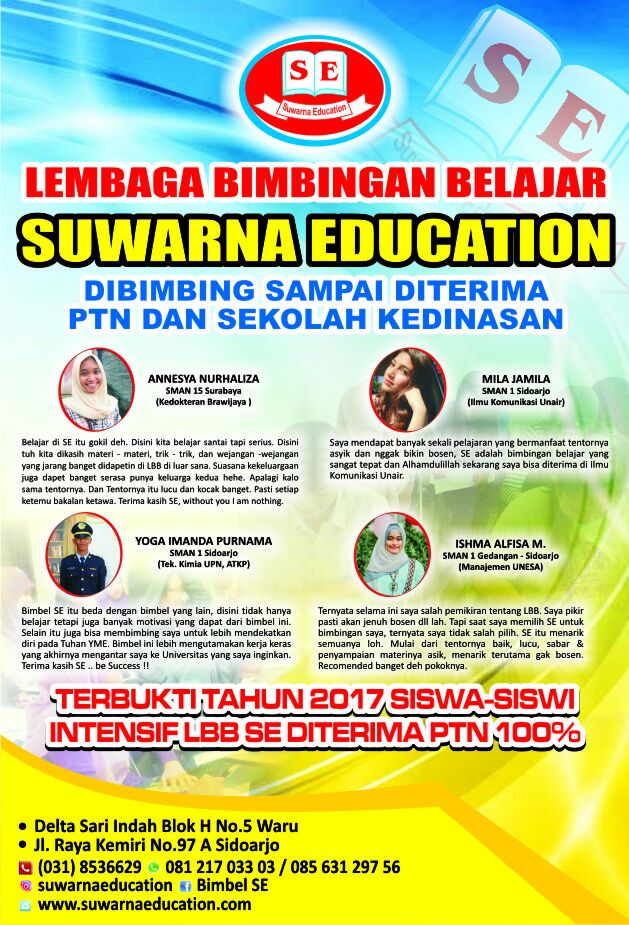 S E
Suwarna Education
S E
LEMBAGA BIMBINGAN BELAJAR
SUWARNA EDUCATION
DIBIMBING SAMPAI DITERIMA
PTN DAN SEKOLAH KEDINASAN
ANNESYA NURHALIZA
SMAN 15 Surabaya
(Kedokteran Brawijaya )
Belajar di SE itu gokil deh. Disini kita belajar santai tapi serius. Disini
tuh kita dikasih materi - materi, trik - trik, dan wejangan -wejangan
yang jarang banget didapetin di LBB di luar sana. Suasana kekeluargaan
juga dapet banget serasa punya keluarga kedua hehe. Apalagi kalo
sama tentornya. Dan Tentornya itu lucu dan kocak banget. Pasti setiap
ketemu bakalan ketawa. Terima kasih SE, without you I am nothing.
MILA JAMILA
SMAN 1 Sidoarjo
(Ilmu Komunikasi Unair)
Saya mendapat banyak sekali pelajaran yang bermanfaat tentornya
asyik dan nggak bikin bosen, SE adalah bimbingan belajar yang
sangat tepat dan Alhamdulillah sekarang saya bisa diterima di Ilmu
Komunikasi Unair.
YOGA IMANDA PURNAMA
SMAN 1 Sidoarjo
(Tek. Kimia UPN, ATKP)
Bimbel SE itu beda dengan bimbel yang lain, disini tidak hanya
belajar tetapi juga banyak motivasi yang dapat dari bimbel ini.
Selain itu juga bisa membimbing saya untuk lebih mendekatkan
diri pada Tuhan YME. Bimbel ini lebih mengutamakan kerja keras
yang akhirnya mengantar saya ke Universitas yang saya inginkan.
Terima kasih SE .. be Success !!
ISHMA ALFISA M.
SMAN 1 Gedangan - Sidoarjo
(Manajemen UNESA)
Ternyata selama ini saya salah pemikiran tentang LBB. Saya pikir
pasti akan jenuh bosen dll lah. Tapi saat saya memilih SE untuk
bimbingan saya, ternyata saya tidak salah pilih. SE itu menarik
semuanya loh. Mulai dari tentornya baik, lucu, sabar &
penyampaian materinya asik, menarik terutama gak bosen.
Recomended banget deh pokoknya.
TERBUKTI TAHUN 2017 SISWA-SISWI
INTENSIF LBB SE DITERIMA PTN 100%
• Delta Sari Indah Blok H No.5 Waru
• Jl. Raya Kemiri No.97 A Sidoarjo
(031) 8536629 081 217 033 03 / 085 631 297 56
suwarnaeducation Bimbel SE
www.suwarnaeducation.com